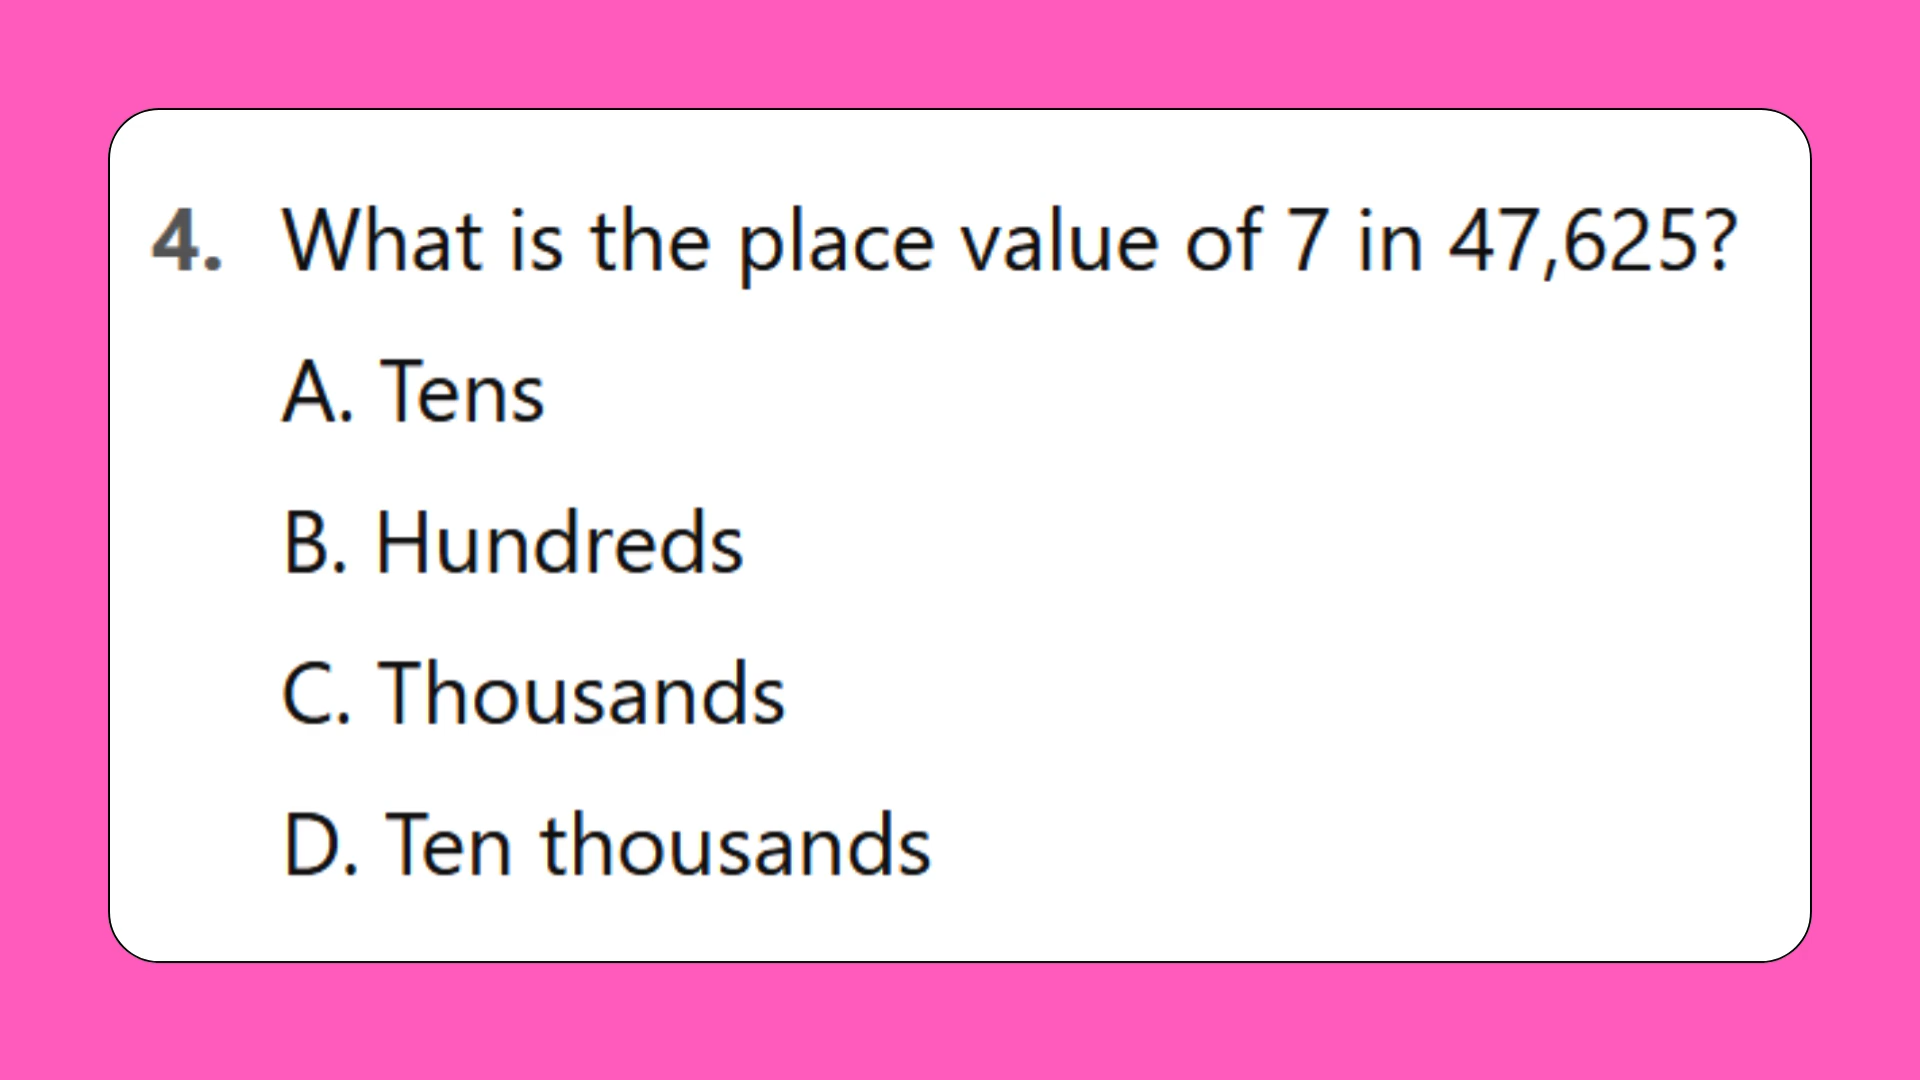 4. What is the place value of 7 in 47,625?
A. Tens
B. Hundreds
C. Thousands
D. Ten thousands